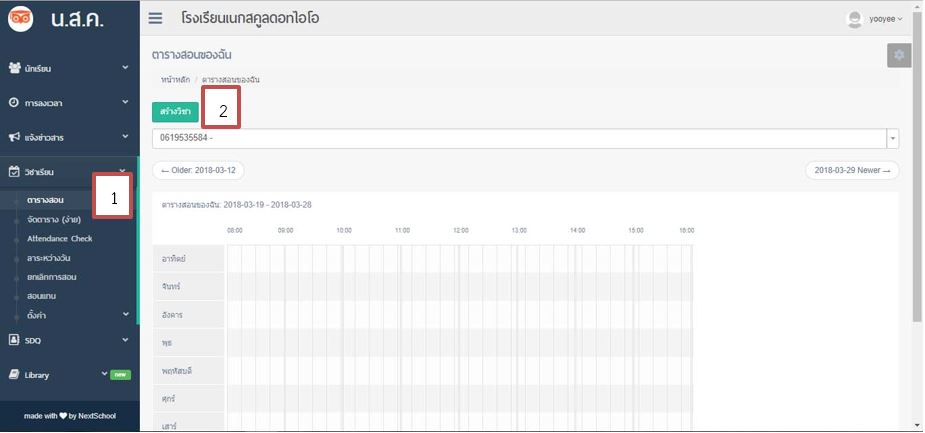 น.ส.ค.
โรงเรียนเนกสคูลดอทไอโอ
yooyee
ตารางสอนของฉัน
นักเรียน
หน้าหลัก / ตารางสอนของฉัน
การลงเวลา
สร้างวิชา
2
แจ้งข่าวสาร
0619535584 -
วิชาเรียน
← Older: 2018-03-12
2018-03-29 Newer →
ตารางสอน
1
ตารางสอนของฉัน: 2018-03-19 - 2018-03-28
จัดตาราง (ง่าย)
08:00 09:00 10:00 11:00 12:00 13:00 14:00 15:00 16:00
Attendance Check
ลาระหว่างวัน
อาทิตย์
ยกเลิกการสอน
จันทร์
สอนแทน
ตั้งค่า
อังคาร
SDQ
พุธ
Library
new
พฤหัสบดี
ศุกร์
made with by NextSchool
เสาร์